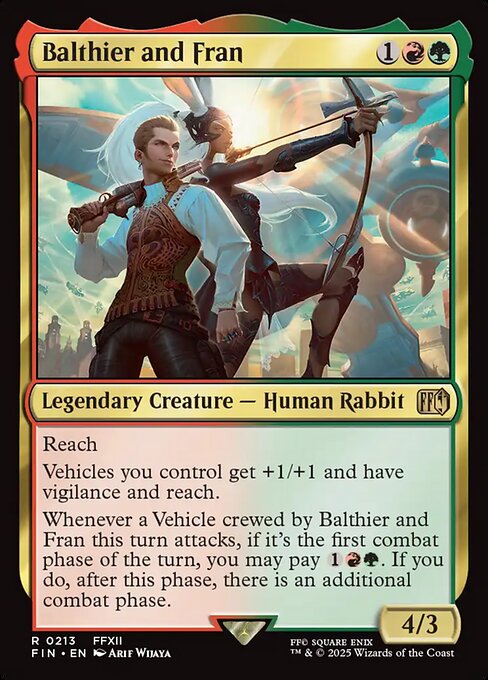 Balthier and Fran 1
Legendary Creature — Human Rabbit FF
Reach
Vehicles you control get +1/+1 and have
vigilance and reach.
Whenever a Vehicle crewed by Balthier and
Fran this turn attacks, if it's the first combat
phase of the turn, you may pay 1. If you
do, after this phase, there is an additional
combat phase.
4/3
R 0213 FFXII
FIN • EN Arif Wijaya
FF© SQUARE ENIX
™ & © 2025 Wizards of the Coast